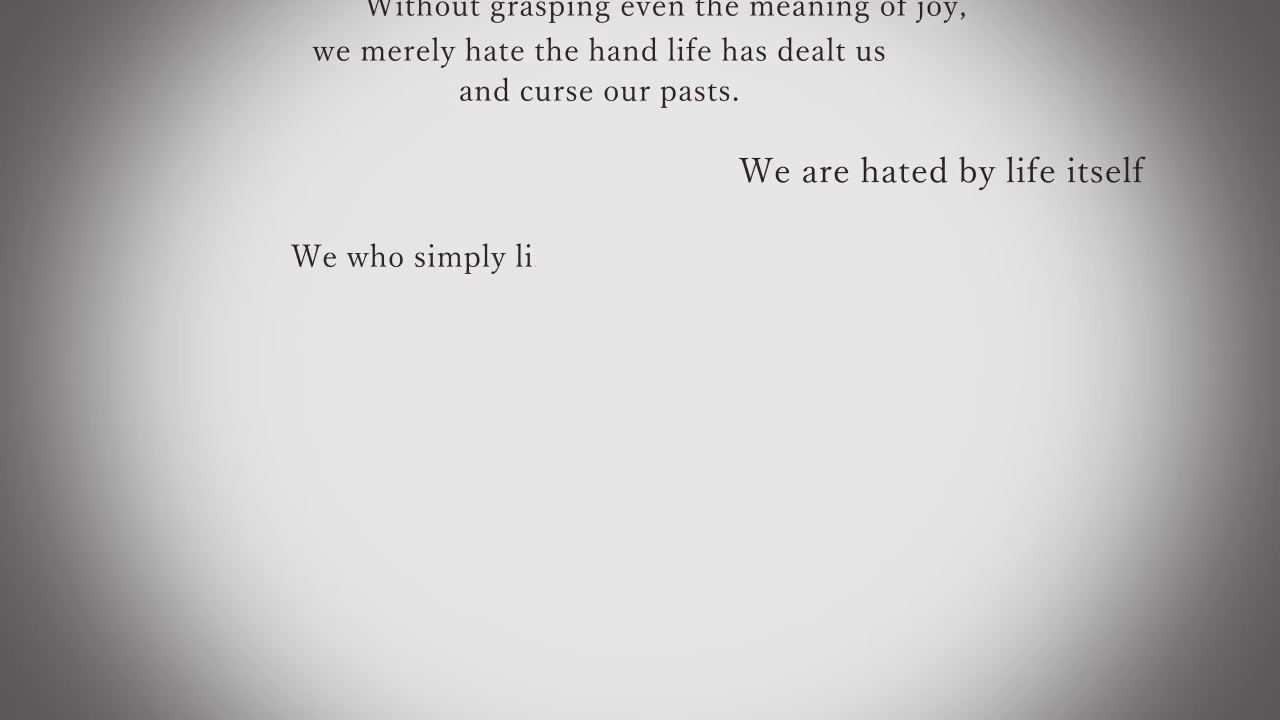 Without grasping even the meaning of joy,
we merely hate the hand life has dealt us
and curse our pasts.
We are hated by life itself
We who simply li